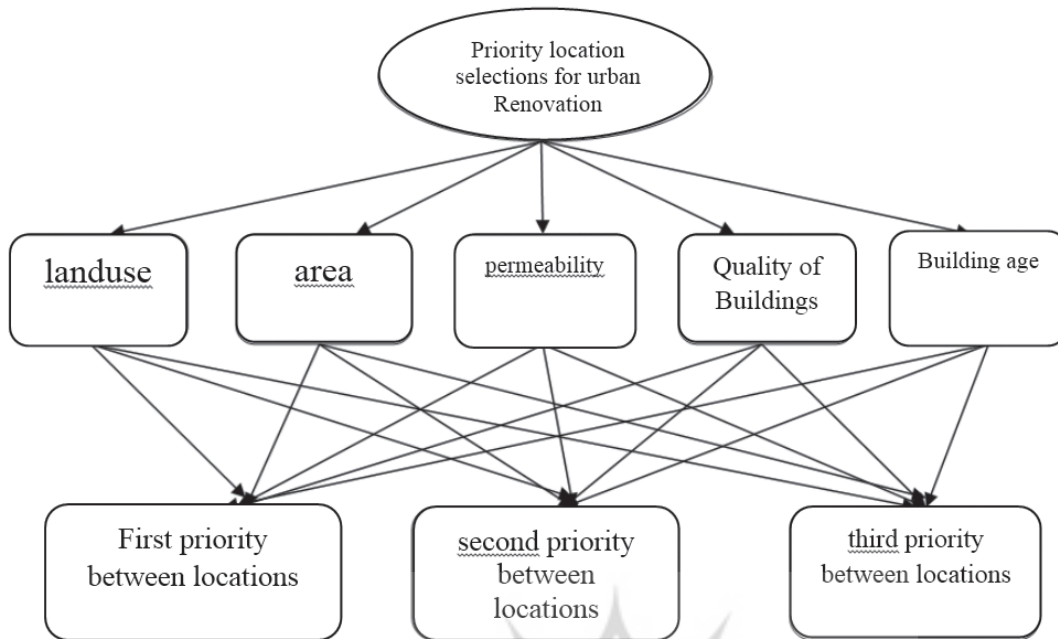 Priority location
selections for urban
Renovation
landuse
area
permeability
Quality of
Buildings
Building age
First priority
between locations
second priority
between
locations
third priority
between locations